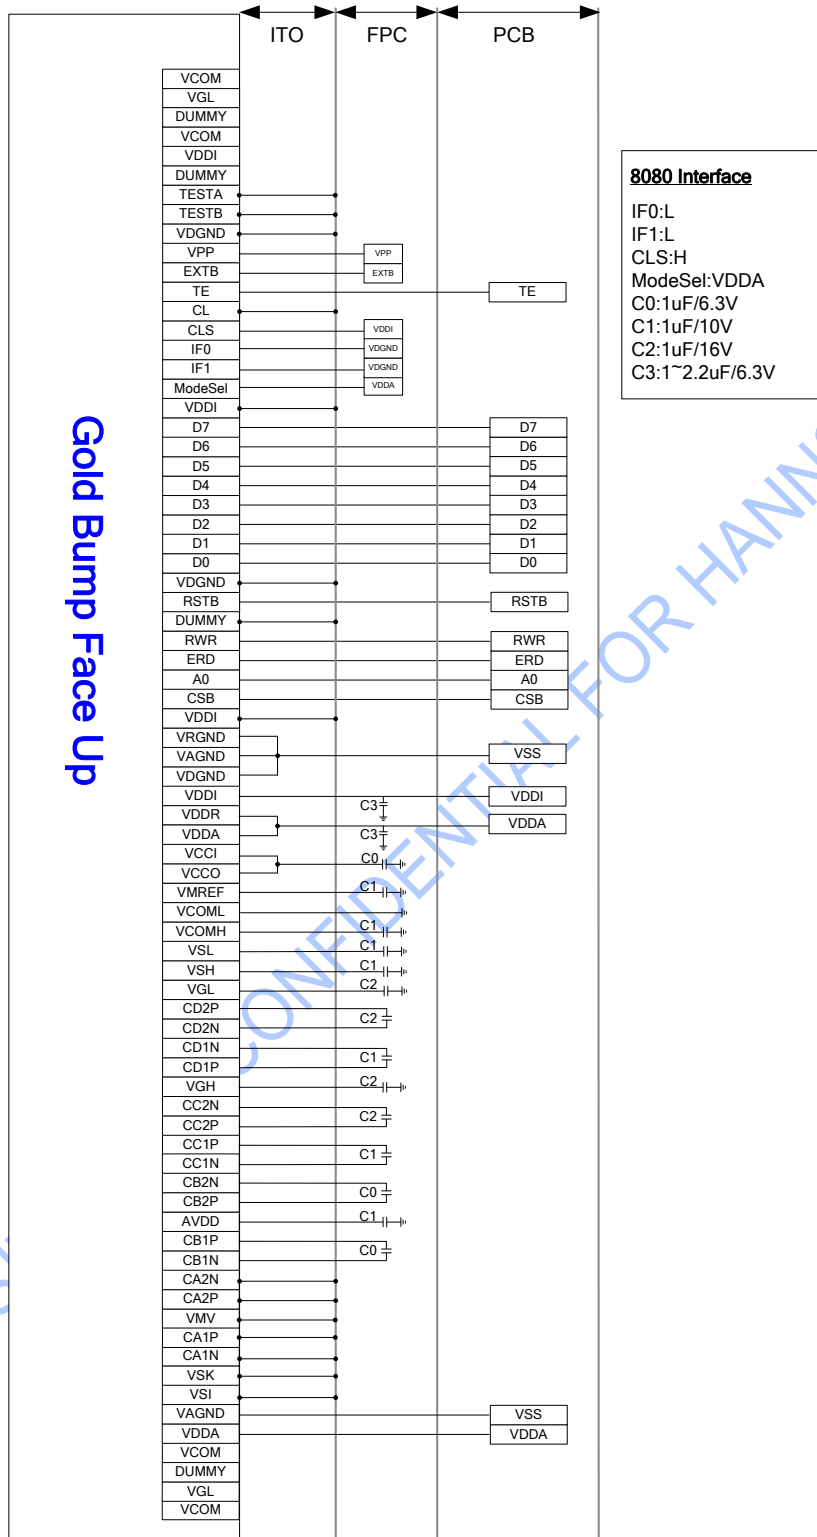 ITO FPC PCB
VCOM
VGL
DUMMY
VCOM
VDDI
DUMMY
TESTA
TESTB
VDGND
VPP VPP
EXTB EXTB
TE TE
CL
CLS VDDI
IF0 VDGND
IF1 VDGND
ModeSel VDDA
VDDI
D7 D7
D6 D6
D5 D5
D4 D4
D3 D3
D2 D2
D1 D1
D0 D0
VDGND
RSTB RSTB
DUMMY
RWR RWR
ERD ERD
A0 A0
CSB CSB
VDDI
VRGND
VAGND VSS
VDGND
VDDI C3 VDDI
VDDR VDDA
VDDA C3
VCCI C0
VCCO
VMREF C1
VCOML
VCOMH C1
VSL C1
VSH C1
VGL C2
CD2P
CD2N C2
CD1N
CD1P C1
VGH C2
CC2N
CC2P C2
CC1P
CC1N C1
CB2N
CB2P C0
AVDD C1
CB1P
CB1N C0
CA2N
CA2P
VMV
CA1P
CA1N
VSK
VSI
VAGND VSS
VDDA VDDA
VCOM
DUMMY
VGL
VCOM
Gold Bump Face Up
8080 Interface
IF0:L
IF1:L
CLS:H
ModeSel:VDDA
C0:1uF/6.3V
C1:1uF/10V
C2:1uF/16V
C3:1~2.2uF/6.3V
CONFIDENTIAL FOR